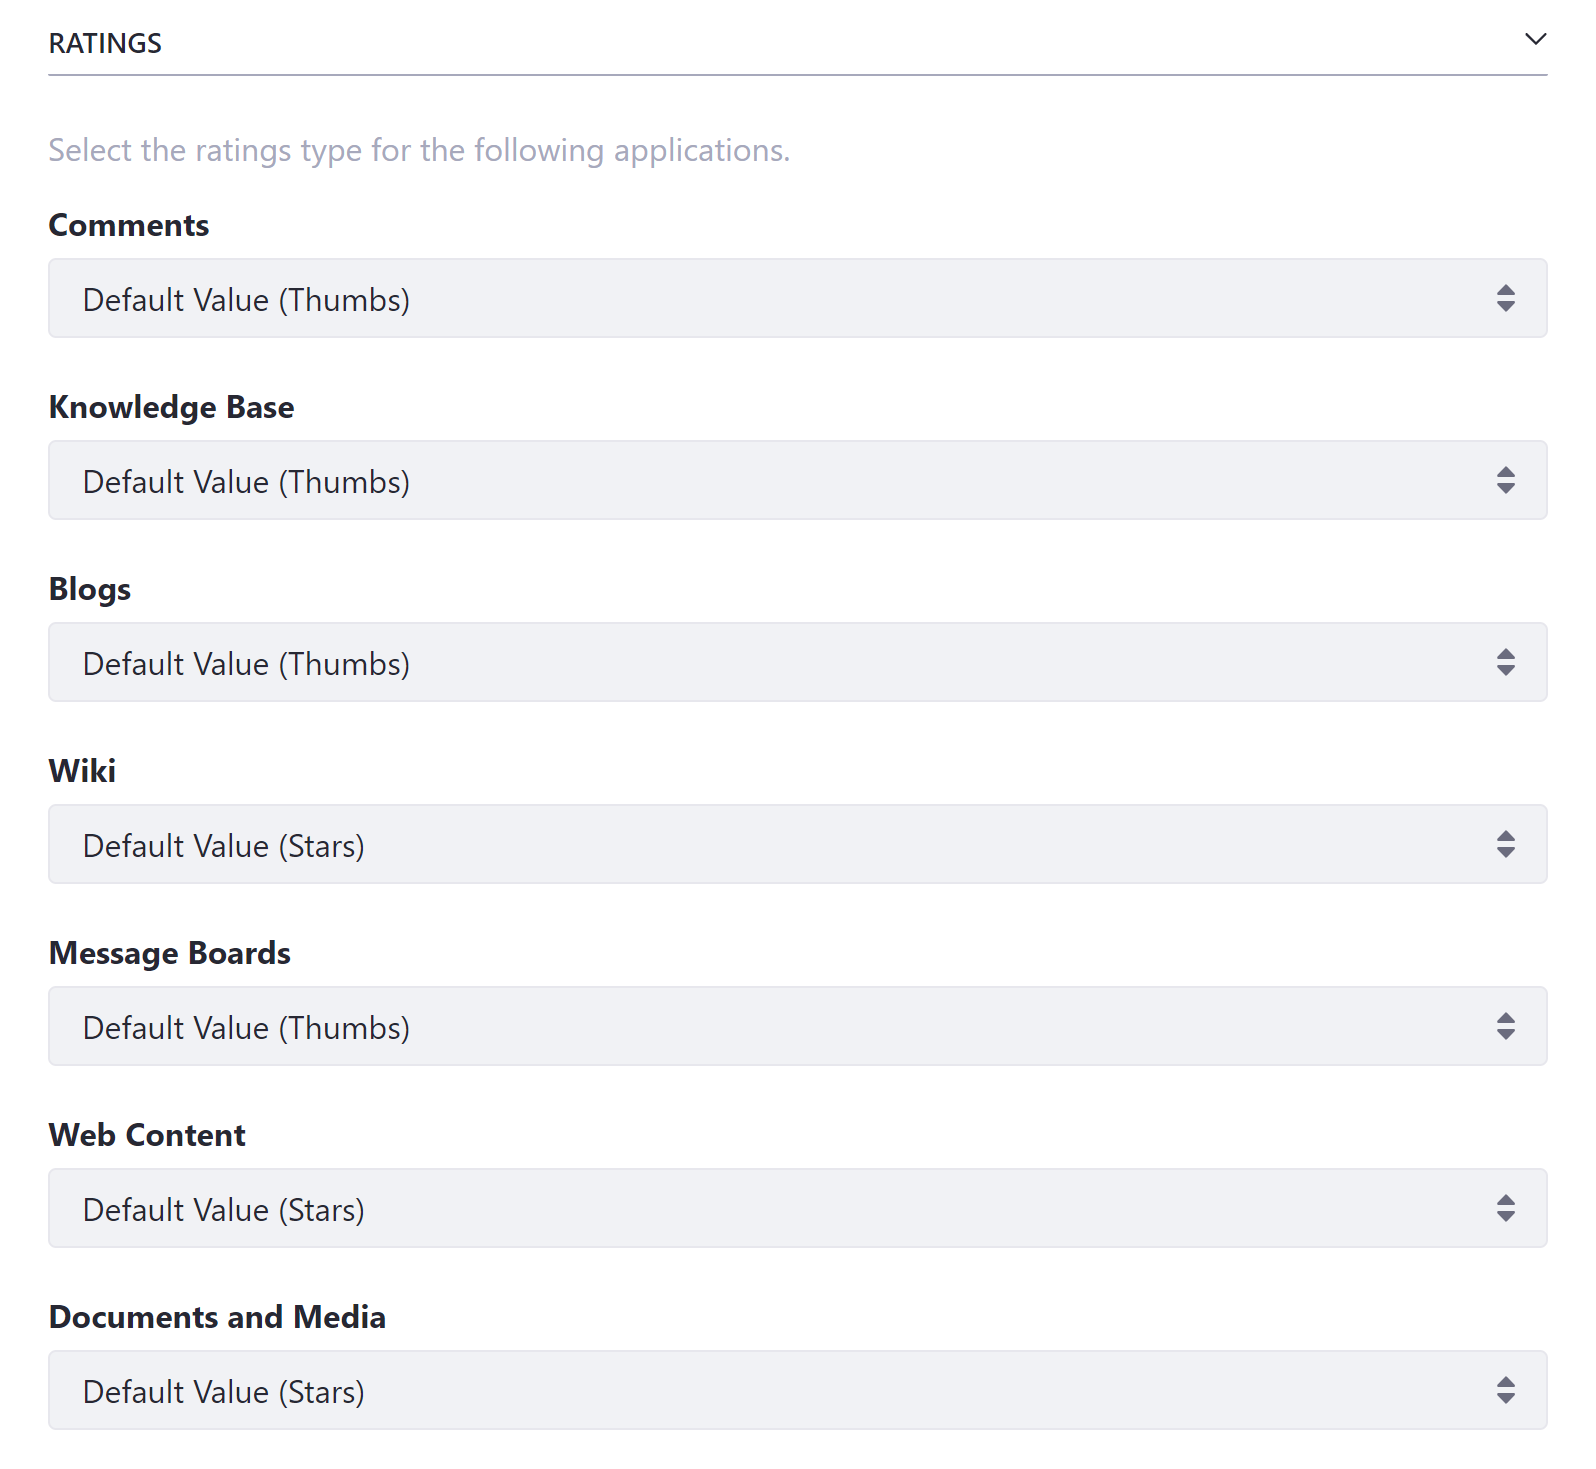 RATINGS
Select the ratings type for the following applications.
Comments
Default Value (Thumbs)
Knowledge Base
Default Value (Thumbs)
Blogs
Default Value (Thumbs)
Wiki
Default Value (Stars)
Message Boards
Default Value (Thumbs)
Web Content
Default Value (Stars)
Documents and Media
Default Value (Stars)